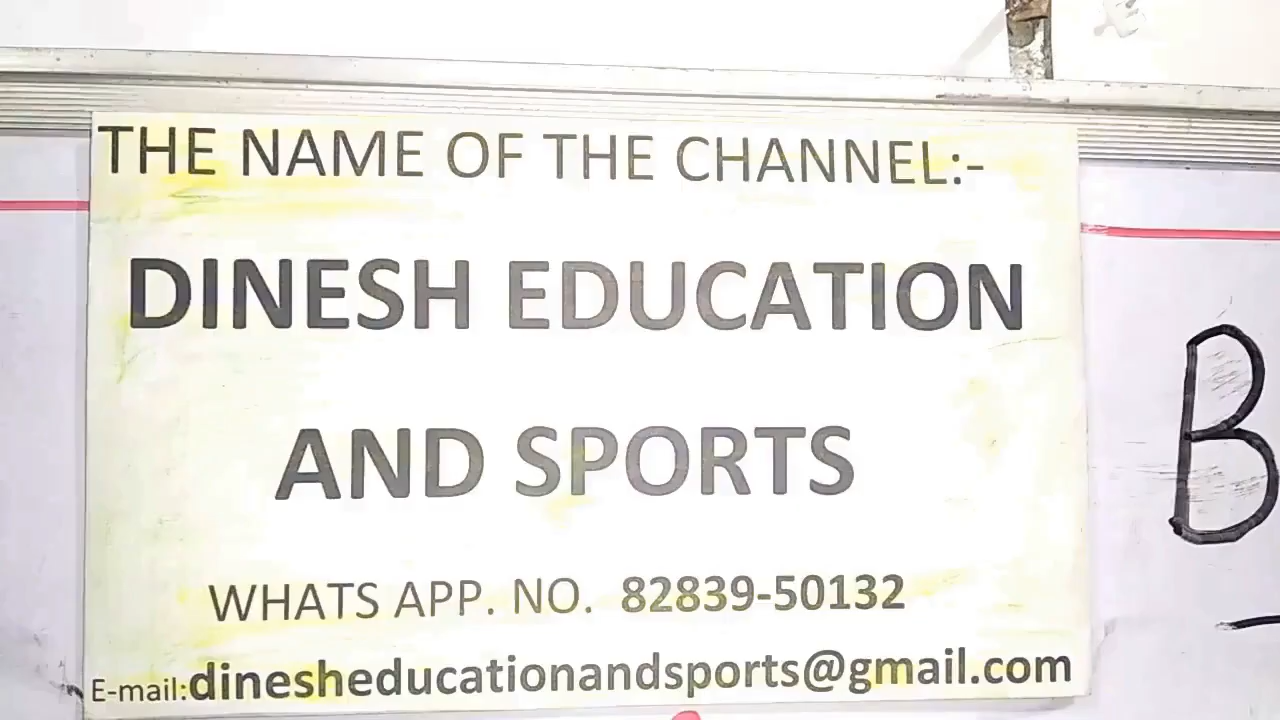 THE NAME OF THE CHANNEL:-
DINESH EDUCATION
AND SPORTS
WHATS APP. NO. 82839-50132
E-mail:dinesheducationandsports@gmail.com
B